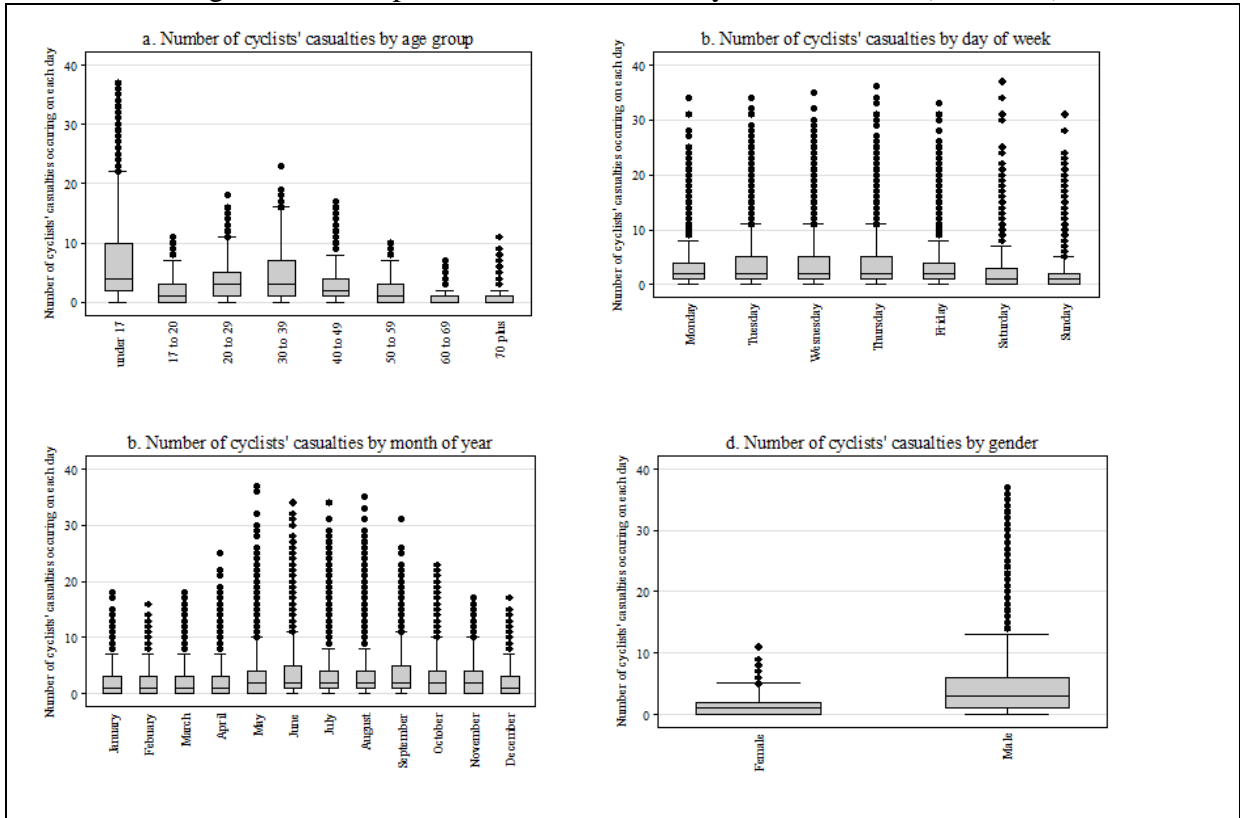 a. Number of cyclists' casualties by age group
Number of cyclists' casualties occuring on each day
40
30
20
10
0
under 17
17 to 20
20 to 29
30 to 39
40 to 49
50 to 59
60 to 69
70 plus
b. Number of cyclists' casualties by day of week
Number of cyclists' casualties occuring on each day
40
30
20
10
0
Monday
Tuesday
Wesnesday
Thursday
Friday
Saturday
Sunday
b. Number of cyclists' casualties by month of year
Number of cyclists' casualties occuring on each day
40
30
20
10
0
January
Febuary
March
April
May
June
July
August
September
October
November
December
d. Number of cyclists' casualties by gender
Number of cyclists' casualties occuring on each day
40
30
20
10
0
Female
Male